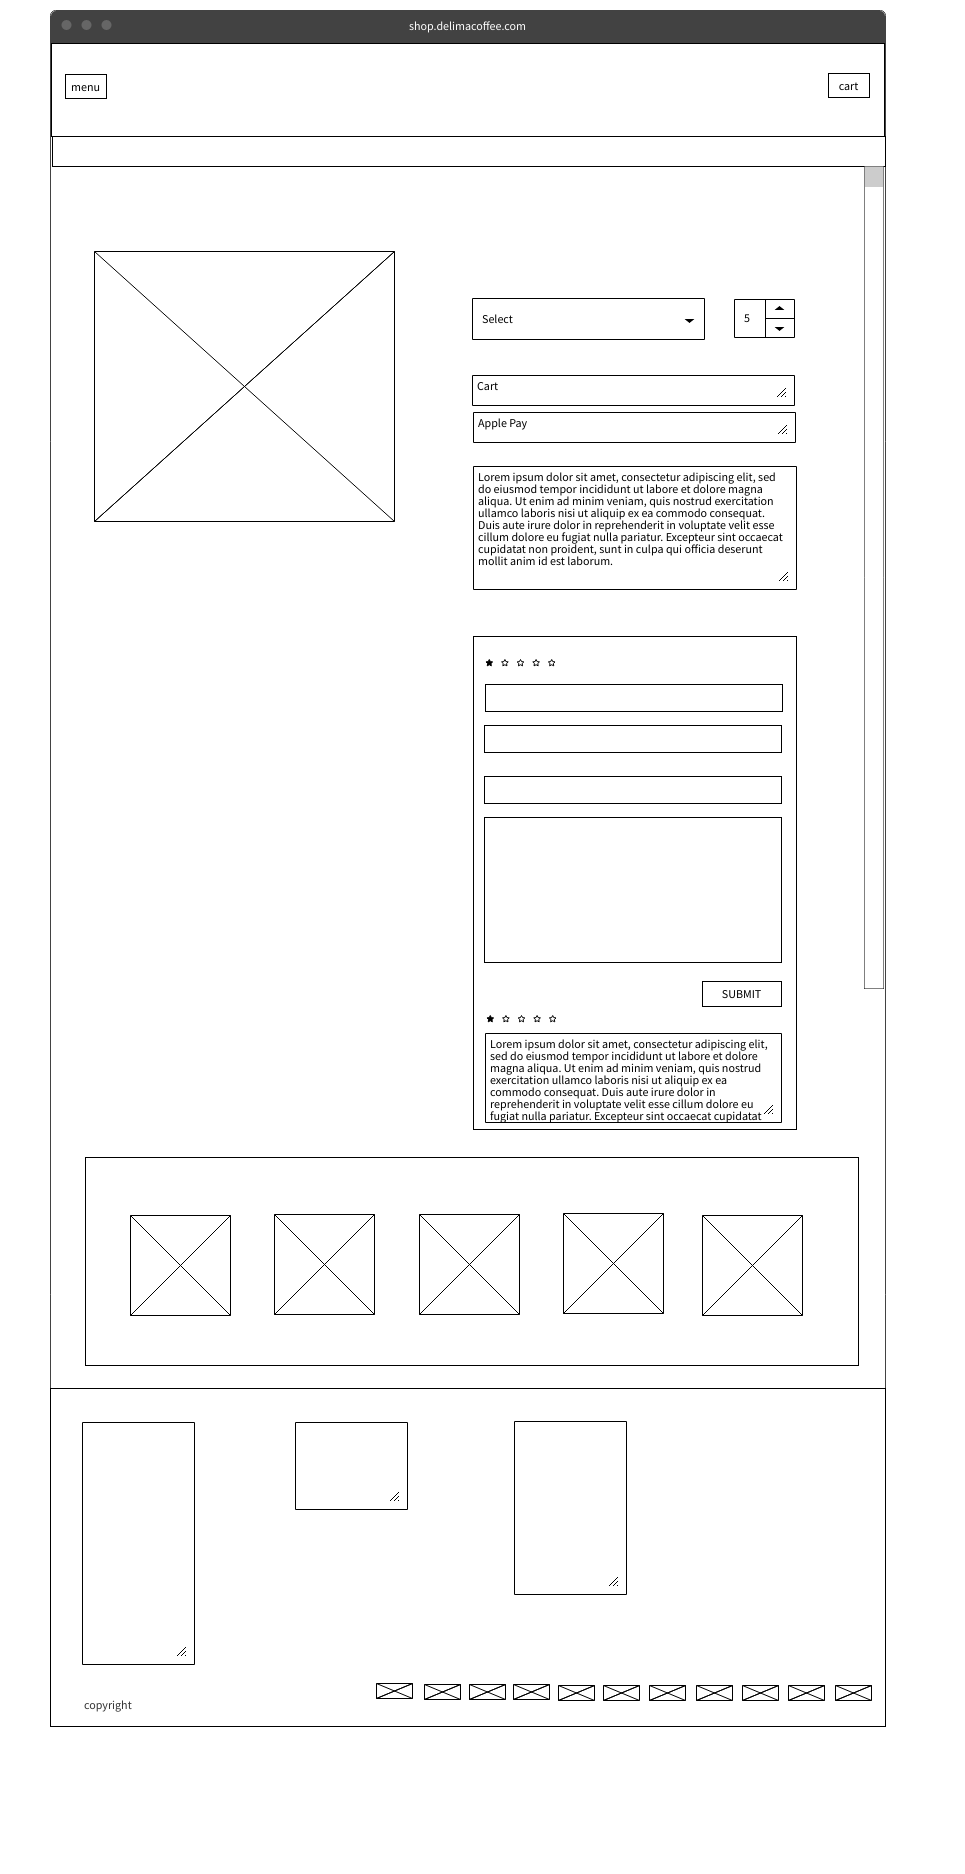 shop.delimacoffee.com
menu
cart
Select
5
Cart
Apple Pay
Lorem ipsum dolor sit amet, consectetur adipiscing elit, sed
do eiusmod tempor incididunt ut labore et dolore magna
aliqua. Ut enim ad minim veniam, quis nostrud exercitation
ullamco laboris nisi ut aliquip ex ea commodo consequat.
Duis aute irure dolor in reprehenderit in voluptate velit esse
cillum dolore eu fugiat nulla pariatur. Excepteur sint occaecat
cupidatat non proident, sunt in culpa qui officia deserunt
mollit anim id est laborum.
SUBMIT
Lorem ipsum dolor sit amet, consectetur adipiscing elit,
sed do eiusmod tempor incididunt ut labore et dolore
magna aliqua. Ut enim ad minim veniam, quis nostrud
exercitation ullamco laboris nisi ut aliquip ex ea
commodo consequat. Duis aute irure dolor in
reprehenderit in voluptate velit esse cillum dolore eu
fugiat nulla pariatur. Excepteur sint occaecat cupidatat
copyright